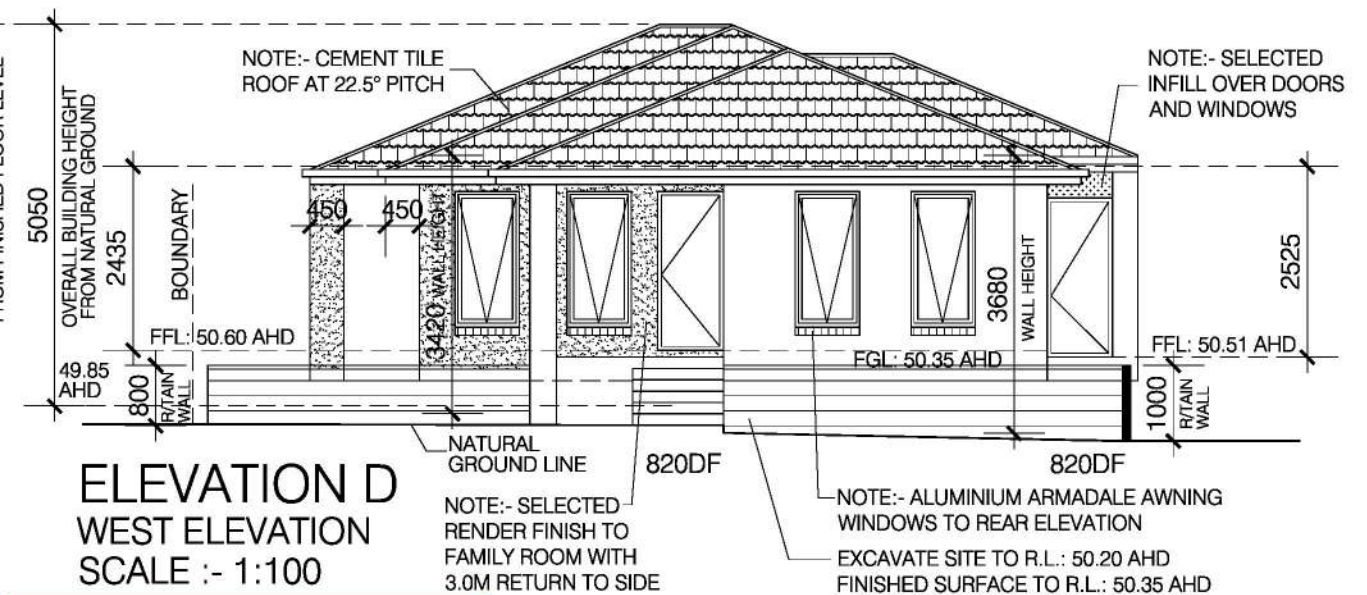 NOTE:- CEMENT TILE
ROOF AT 22.5° PITCH
NOTE:- SELECTED
INFILL OVER DOORS
AND WINDOWS
FLOOR LEVEL
5050
OVERALL BUILDING HEIGHT
FROM NATURAL GROUND
2435
BOUNDARY
450
450
3420 WALL HEIGHT
3680
WALL HEIGHT
2525
FFL: 50.60 AHD
FGL: 50.35 AHD
FFL: 50.51 AHD
49.85
AHD
800
R/TAIN
WALL
1000
R/TAIN
WALL
NATURAL
GROUND LINE
820DF
820DF
ELEVATION D
WEST ELEVATION
SCALE :- 1:100
NOTE:- SELECTED
RENDER FINISH TO
FAMILY ROOM WITH
3.0M RETURN TO SIDE
NOTE:- ALUMINIUM ARMADALE AWNING
WINDOWS TO REAR ELEVATION
EXCAVATE SITE TO R.L.: 50.20 AHD
FINISHED SURFACE TO R.L.: 50.35 AHD